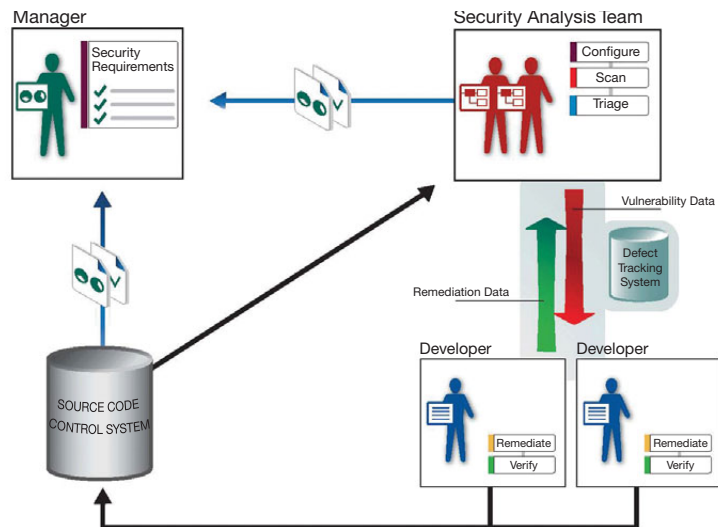 Manager
Security
Requirements
Security Analysis Team
Configure
Scan
Triage
Vulnerability Data
Defect
Tracking
System
Remediation Data
Developer
Remediate
Verify
Developer
Remediate
Verify
SOURCE CODE
CONTROL SYSTEM